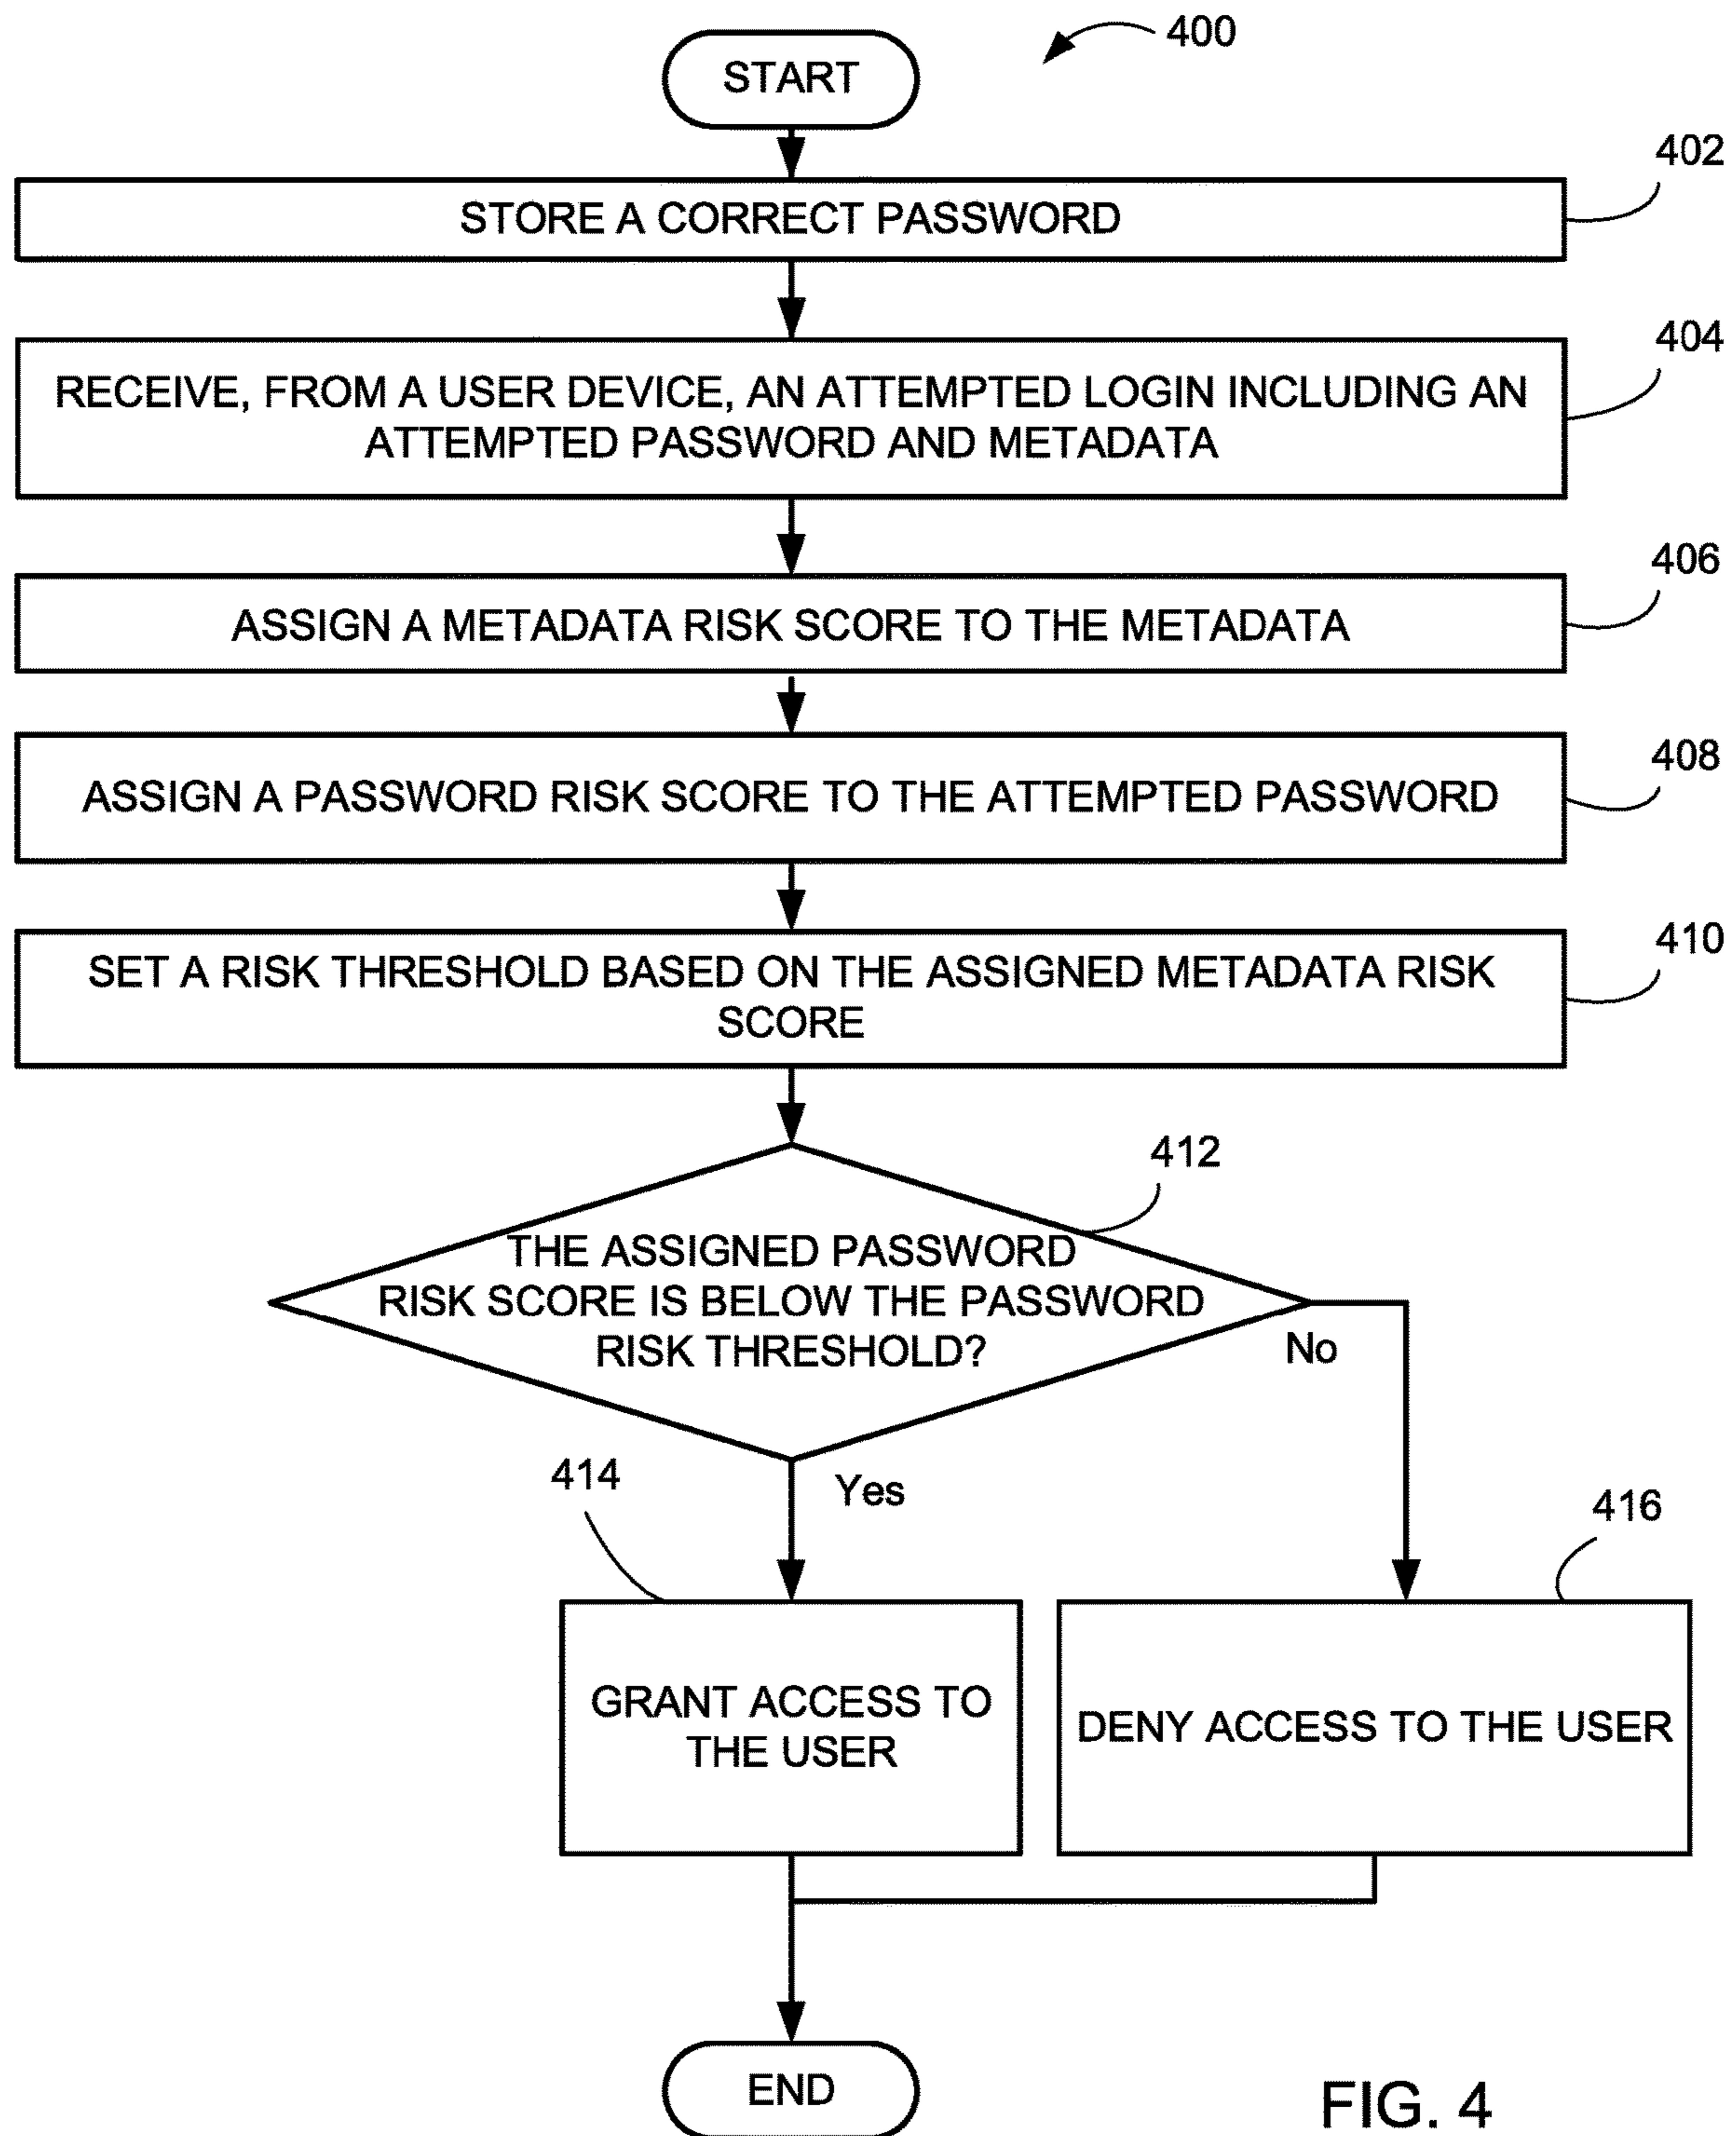 400
START
402
STORE A CORRECT PASSWORD
404
RECEIVE, FROM A USER DEVICE, AN ATTEMPTED LOGIN INCLUDING AN
ATTEMPTED PASSWORD AND METADATA
406
ASSIGN A METADATA RISK SCORE TO THE METADATA
408
ASSIGN A PASSWORD RISK SCORE TO THE ATTEMPTED PASSWORD
410
SET A RISK THRESHOLD BASED ON THE ASSIGNED METADATA RISK
SCORE
412
THE ASSIGNED PASSWORD
RISK SCORE IS BELOW THE PASSWORD
RISK THRESHOLD?
No
Yes
414
416
GRANT ACCESS TO
THE USER
DENY ACCESS TO THE USER
END
FIG. 4